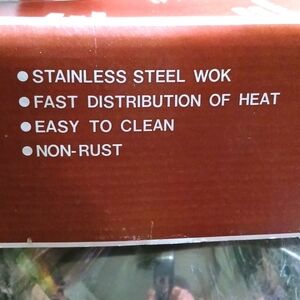 ● STAINLESS STEEL WOK
● FAST DISTRIBUTION OF HEAT
● EASY TO CLEAN
● NON-RUST